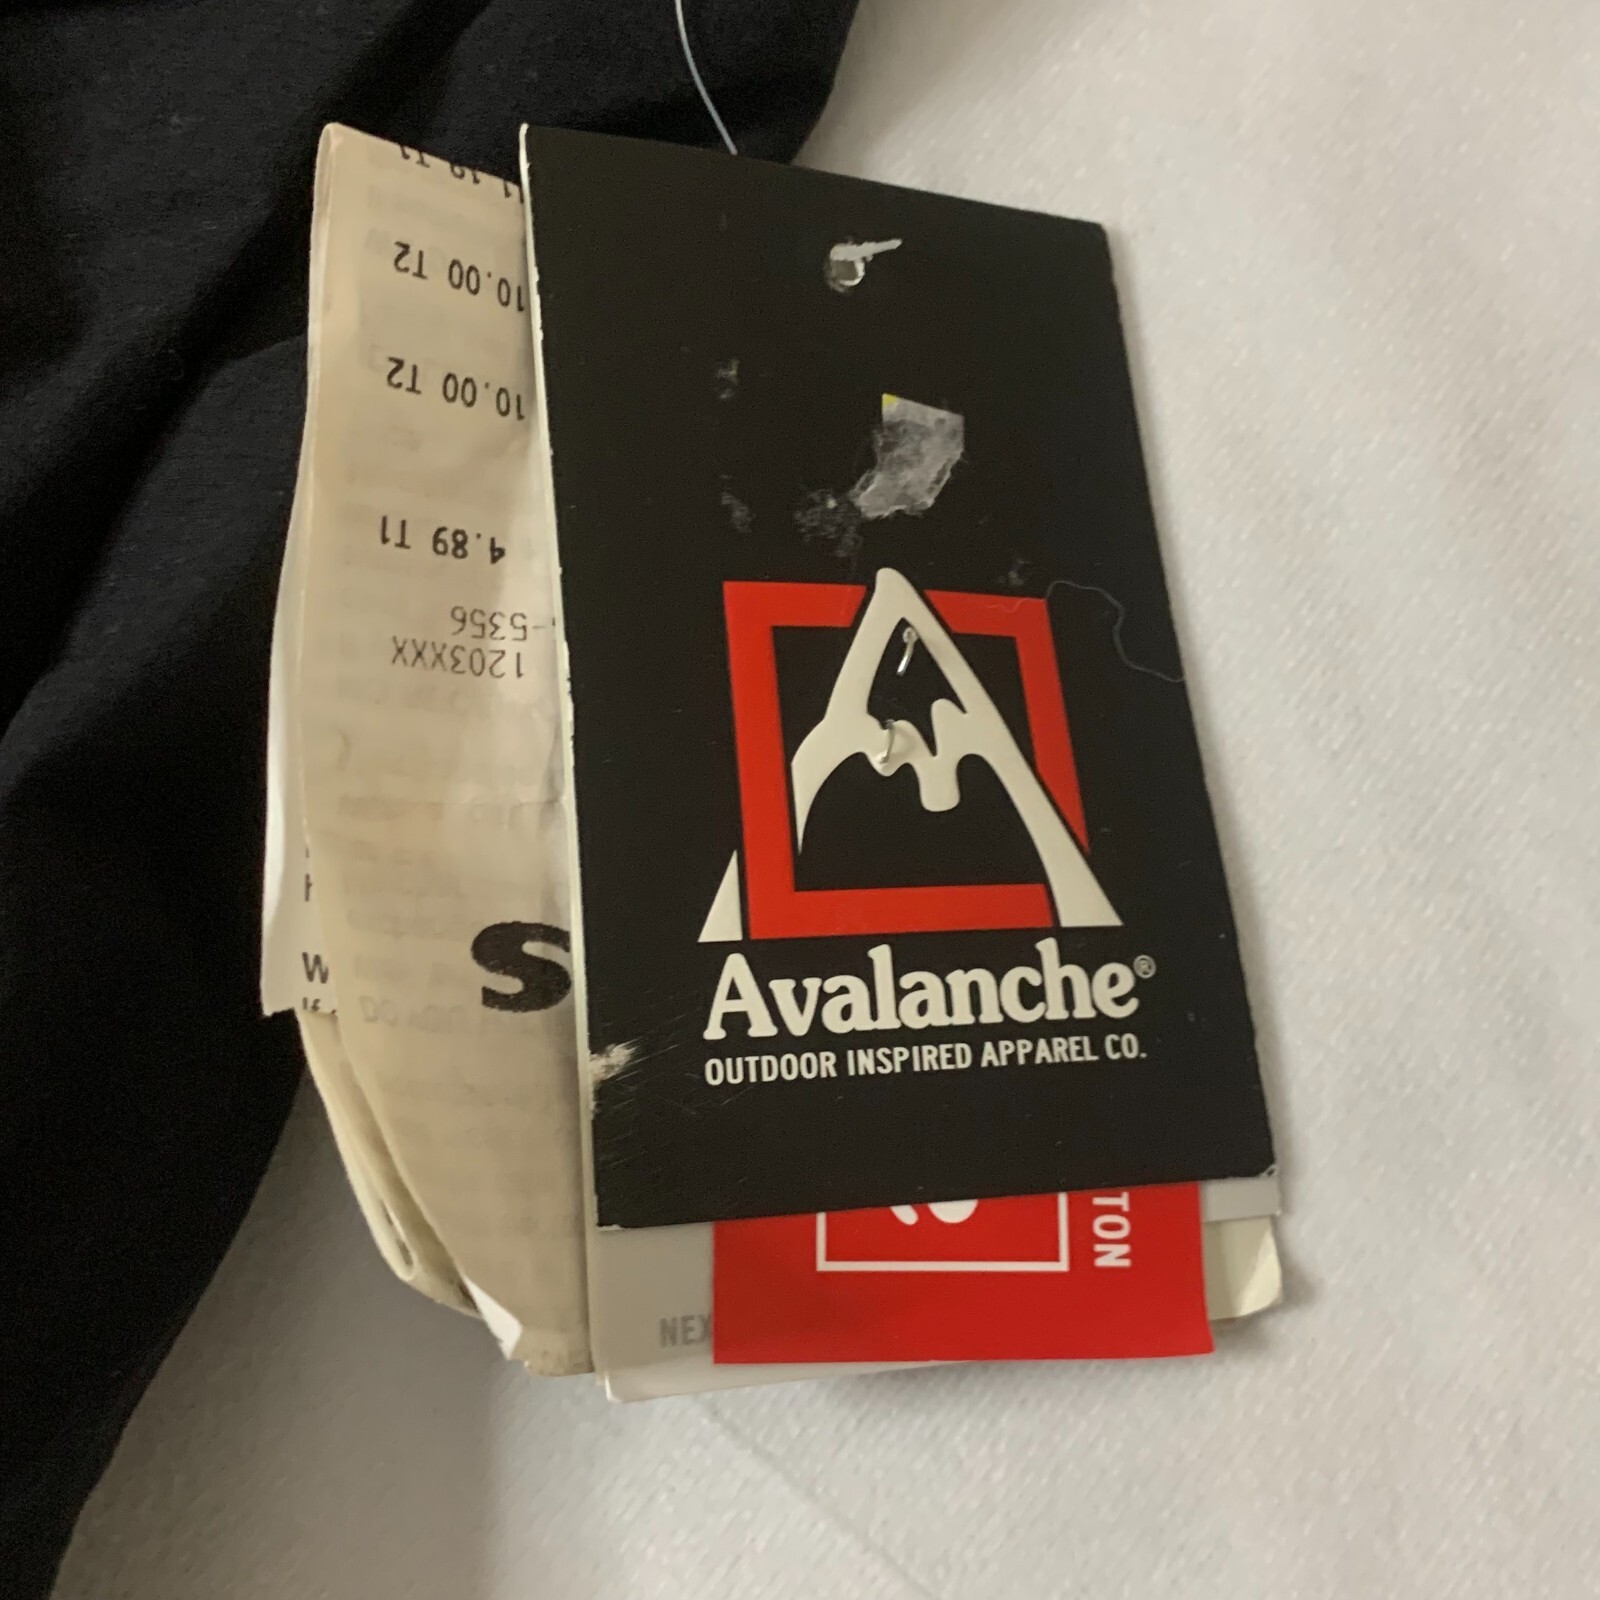 10.00 T2
10.00 T2
4.89 T1
-5356
1203XXX
S
W
Avalanche®
OUTDOOR INSPIRED APPAREL CO.
TON
NEX